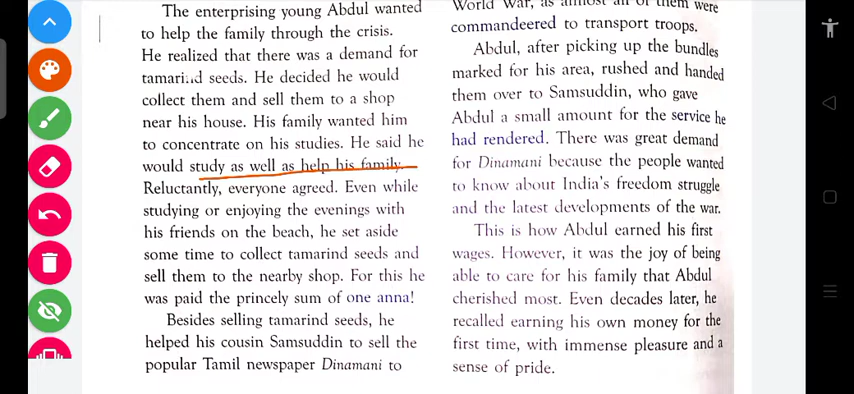 The enterprising young Abdul wanted
to help the family through the crisis.
He realized that there was a demand for
tamarind seeds. He decided he would
collect them and sell them to a shop
near his house. His family wanted him
to concentrate on his studies. He said he
would study as well as help his family.
Reluctantly, everyone agreed. Even while
studying or enjoying the evenings with
his friends on the beach, he set aside
some time to collect tamarind seeds and
sell them to the nearby shop. For this he
was paid the princely sum of one anna!
Besides selling tamarind seeds, he
helped his cousin Samsuddin to sell the
popular Tamil newspaper Dinamani to
World War, as almost all of them were
commandeered to transport troops.
Abdul, after picking up the bundles
marked for his area, rushed and handed
them over to Samsuddin, who gave
Abdul a small amount for the service he
had rendered. There was great demand
for Dinamani because the people wanted
to know about India's freedom struggle
and the latest developments of the war.
This is how Abdul earned his first
wages. However, it was the joy of being
able to care for his family that Abdul
cherished most. Even decades later, he
recalled earning his own money for the
first time, with immense pleasure and a
sense of pride.